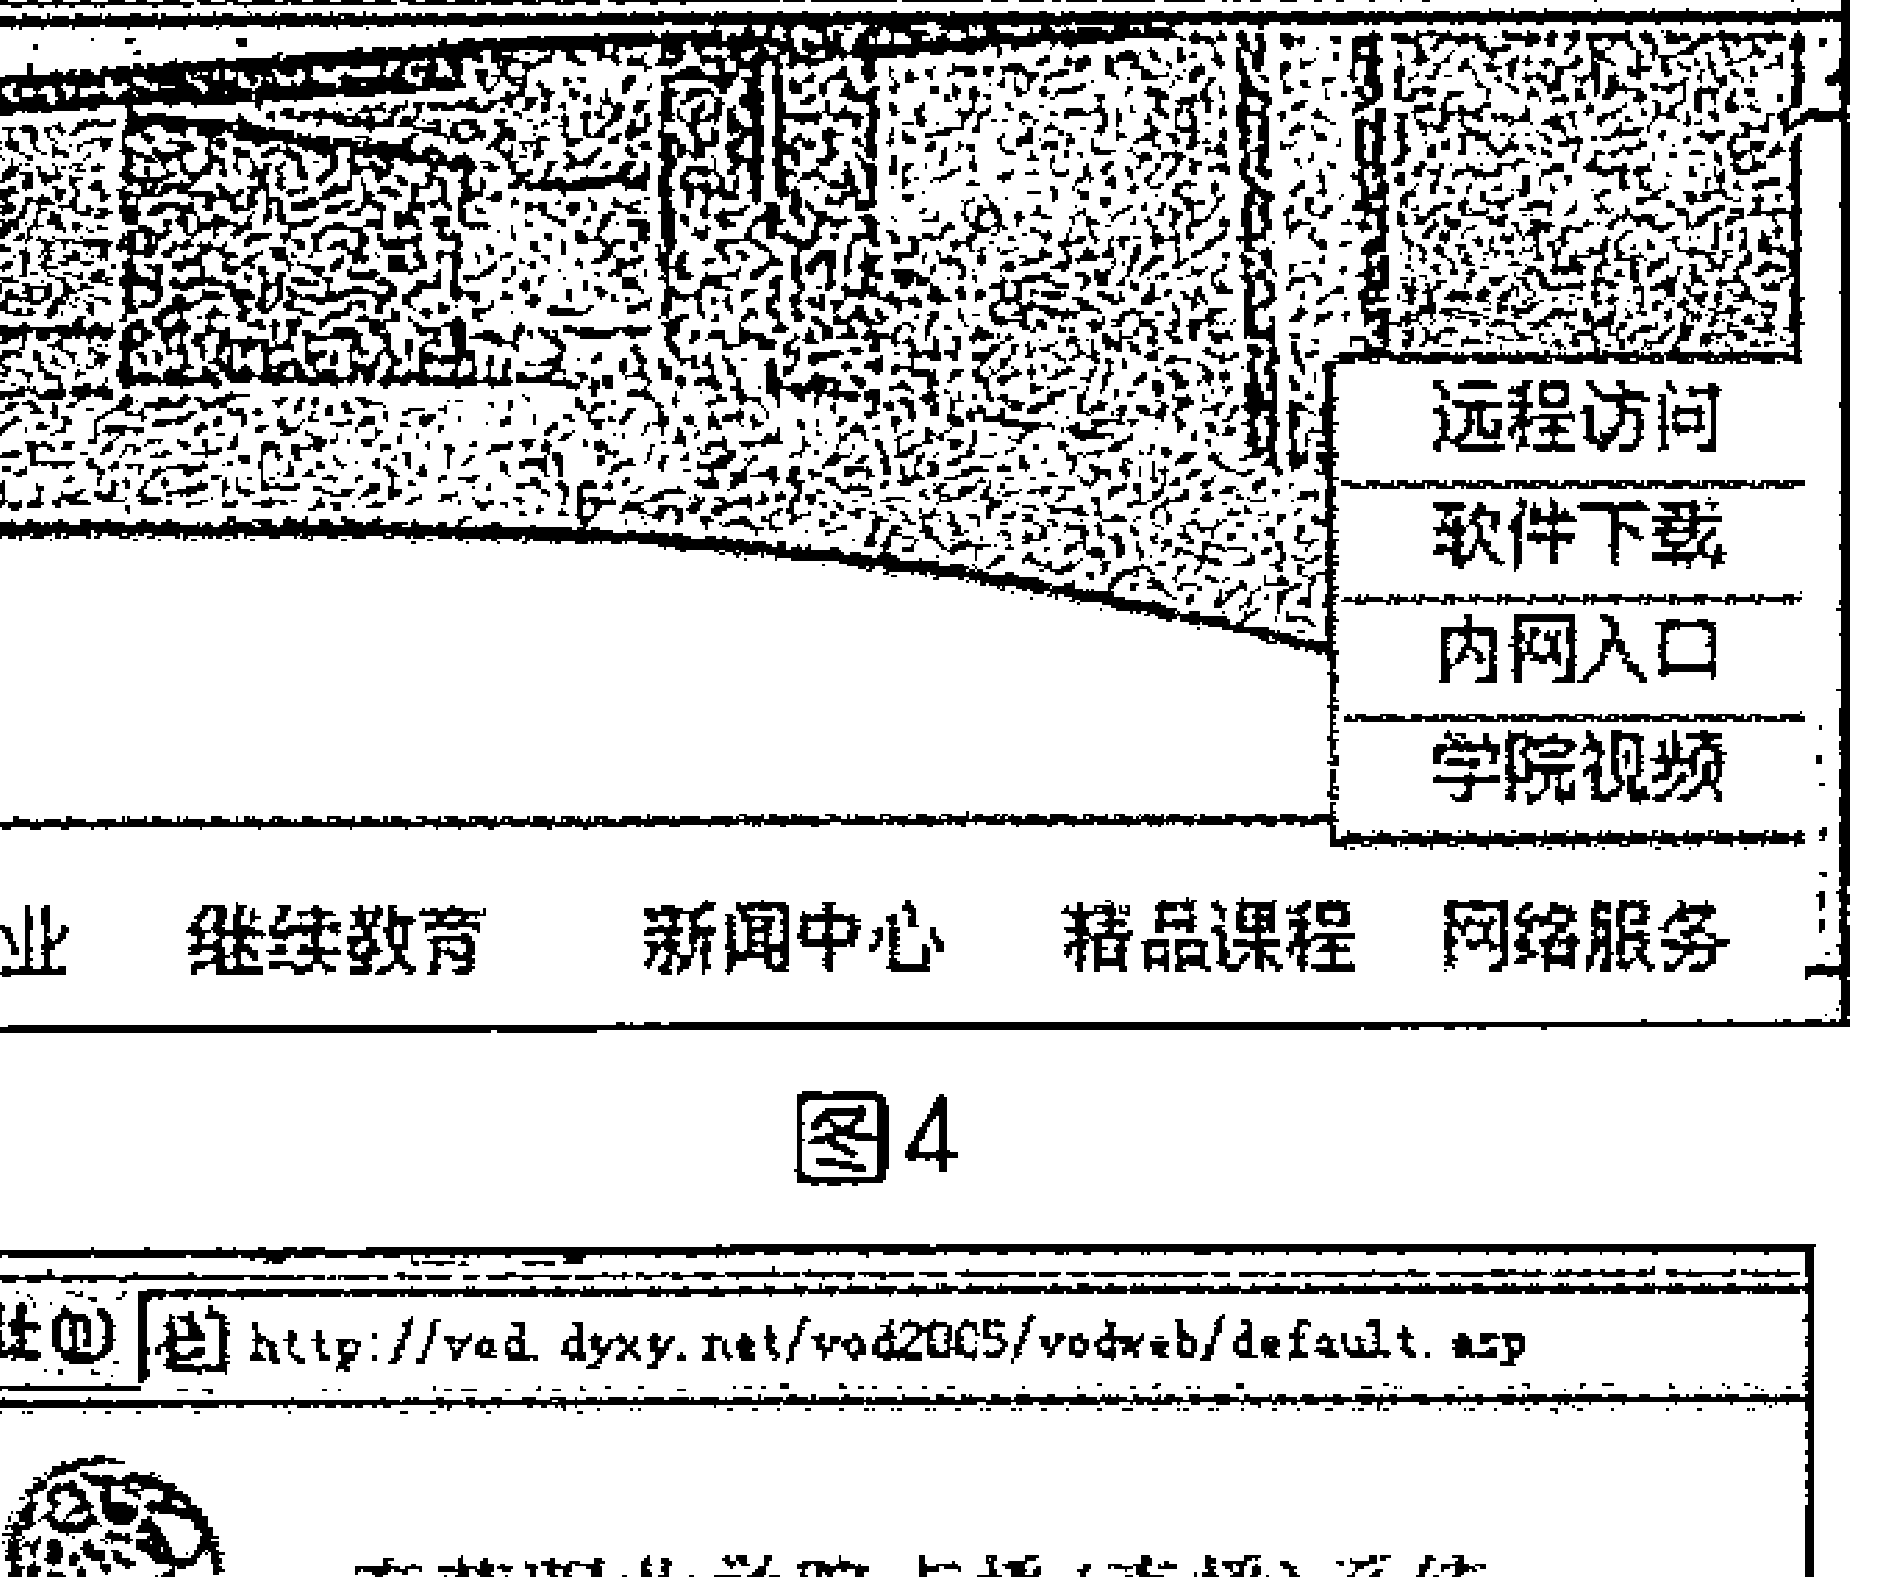 远程访问
软件下载
内网入口
学院视频
业 继续教育 新闻中心 精品课程 网络服务
图4
址(D) http://vod.dyxy.net/vod2005/vodweb/default.asp